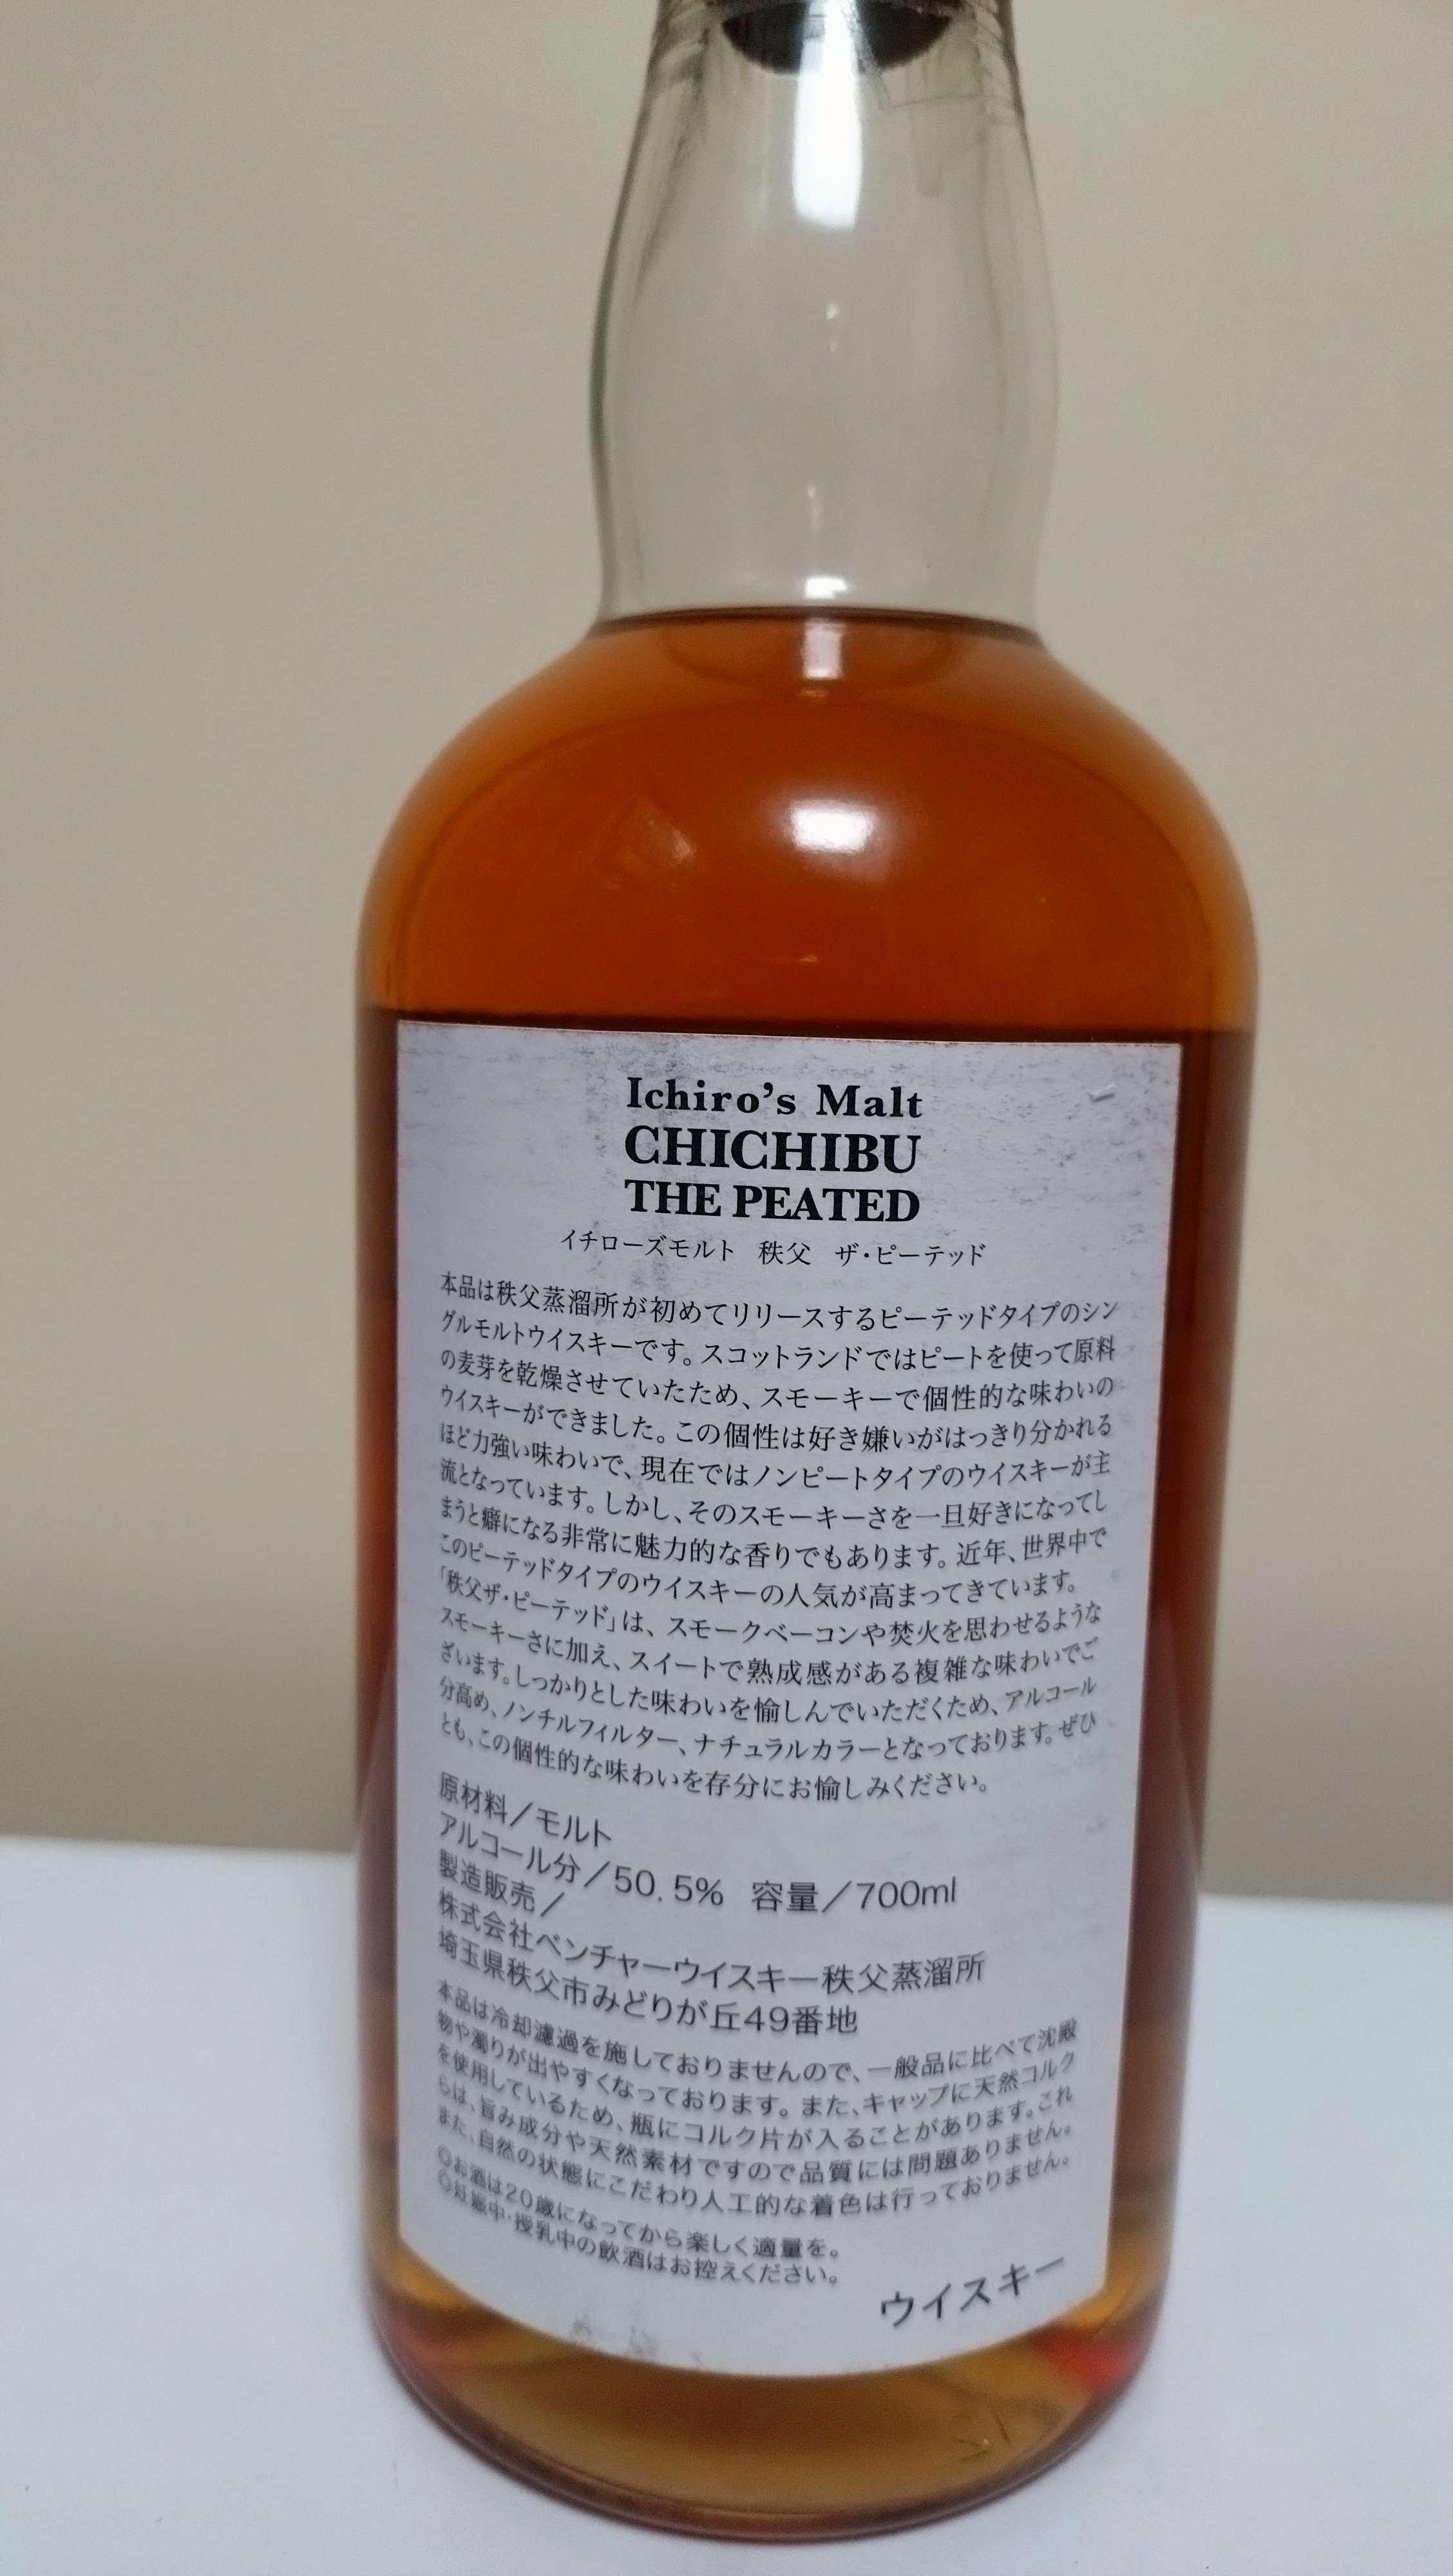 Ichiro's Malt
CHICHIBU
THE PEATED
イチローズモルト 秩父 ザ・ピーテッド
本品は秩父蒸溜所が初めてリリースするピーテッドタイプのシン
グルモルトウイスキーです。スコットランドではピートを使って原料
の麦芽を乾燥させていたため、スモーキーで個性的な味わいの
ウイスキーができました。この個性は好き嫌いがはっきり分かれる
ほど力強い味わいで、現在ではノンピートタイプのウイスキーが主
流となっています。しかし、そのスモーキーさを一旦好きになってし
まうと癖になる非常に魅力的な香りでもあります。近年、世界中で
このピーテッドタイプのウイスキーの人気が高まってきています。
「秩父ザ・ピーテッド」は、スモークベーコンや焚火を思わせるような
スモーキーさに加え、スイートで熟成感がある複雑な味わいでご
ざいます。しっかりとした味わいを愉しんでいただくため、アルコール
分高め、ノンチルフィルター、ナチュラルカラーとなっております。ぜひ
とも、この個性的な味わいを存分にお愉しみください。
原材料／モルト
アルコール分／50.5% 容量／700ml
製造販売／
株式会社ベンチャーウイスキー秩父蒸溜所
埼玉県秩父市みどりが丘49番地
本品は冷却濾過を施しておりませんので、一般品に比べて沈殿
物や濁りが出やすくなっております。また、キャップに天然コルク
を使用しているため、瓶にコルク片が入ることがあります。これ
らは、旨み成分や天然素材ですので品質には問題ありません。
また、自然の状態にこだわり人工的な着色は行っておりません。
◎お酒は20歳になってから楽しく適量を。
◎妊娠中・授乳中の飲酒はお控えください。
ウイスキー